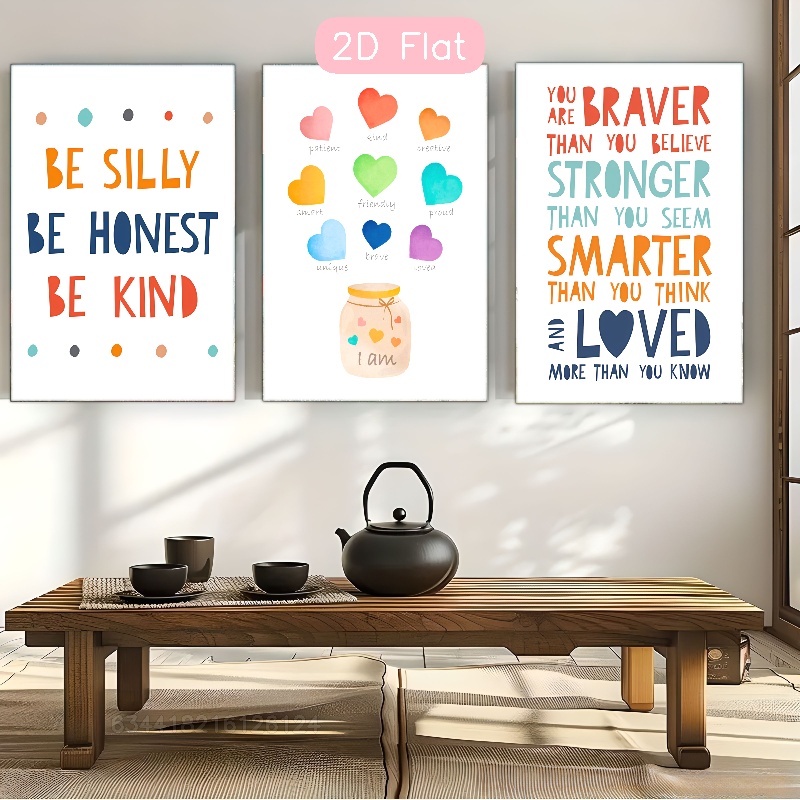 2D Flat
BE SILLY
BE HONEST
BE KIND
kind
patient
creative
smart
friendly
proud
unique
brave
loved
I am
YOU
ARE BRAVER
THAN YOU BELIEVE
STRONGER
THAN YOU SEEM
SMARTER
THAN YOU THINK
AND LOVED
MORE THAN YOU KNOW